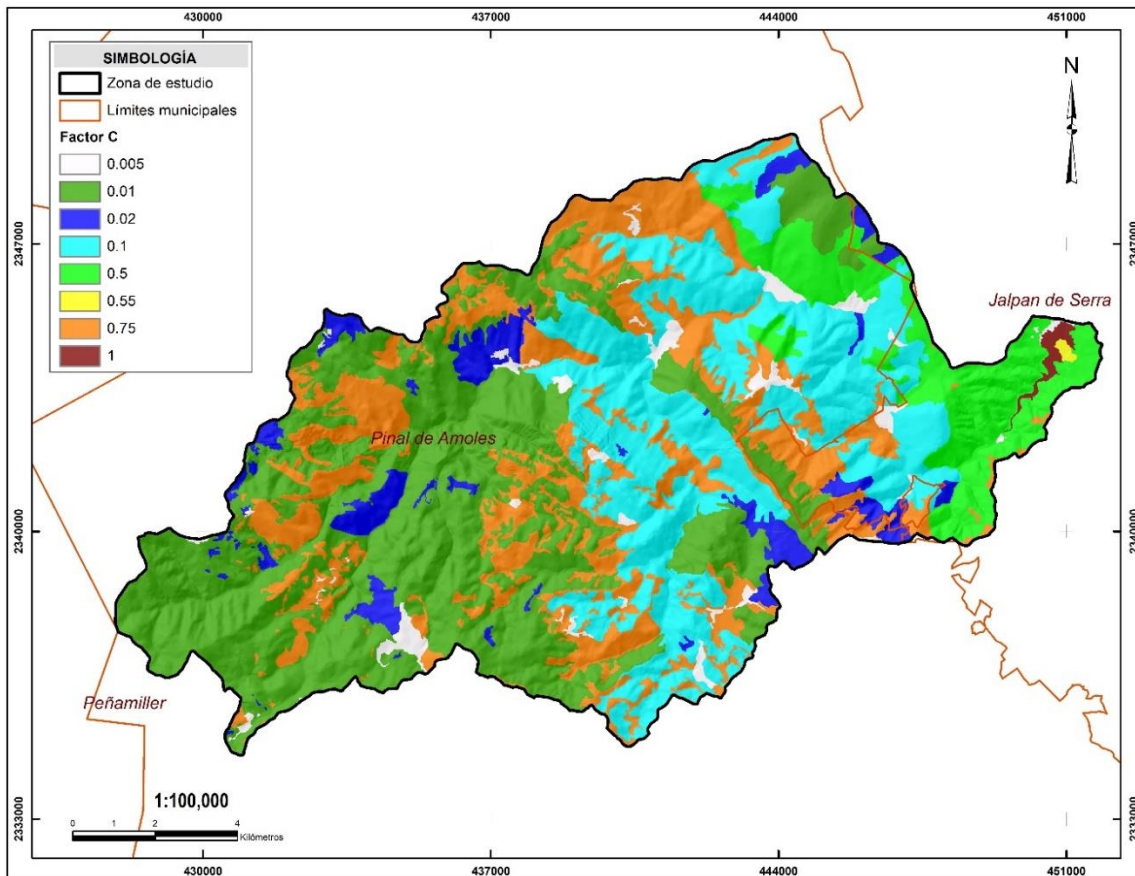 430000
437000
444000
451000
SIMBOLOGÍA
Zona de estudio
Límites municipales
Factor C
0.005
0.01
0.02
0.1
0.5
0.55
0.75
1
N
2347000
2347000
Jalpan de Serra
Pinal de Amoles
2340000
2340000
Peñamiller
1:100,000
0 1 2 4
Kilómetros
2333000
2333000
430000
437000
444000
451000